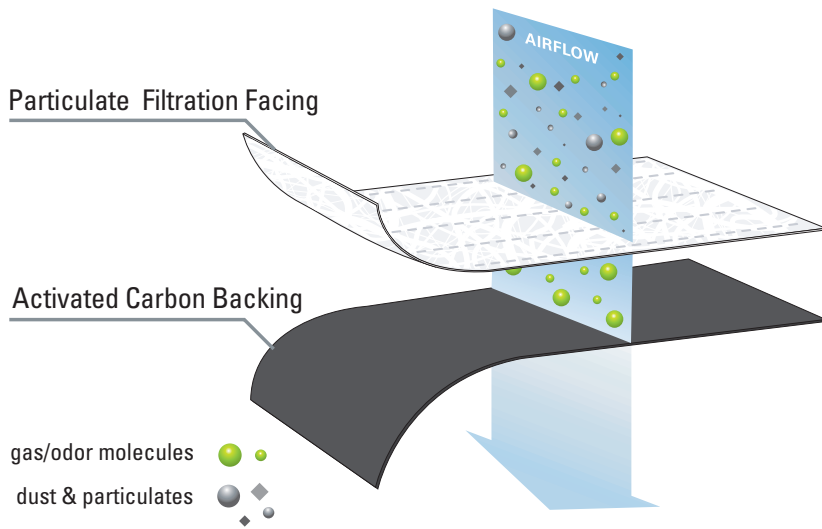 AIRFLOW
Particulate Filtration Facing
Activated Carbon Backing
gas/odor molecules
dust & particulates